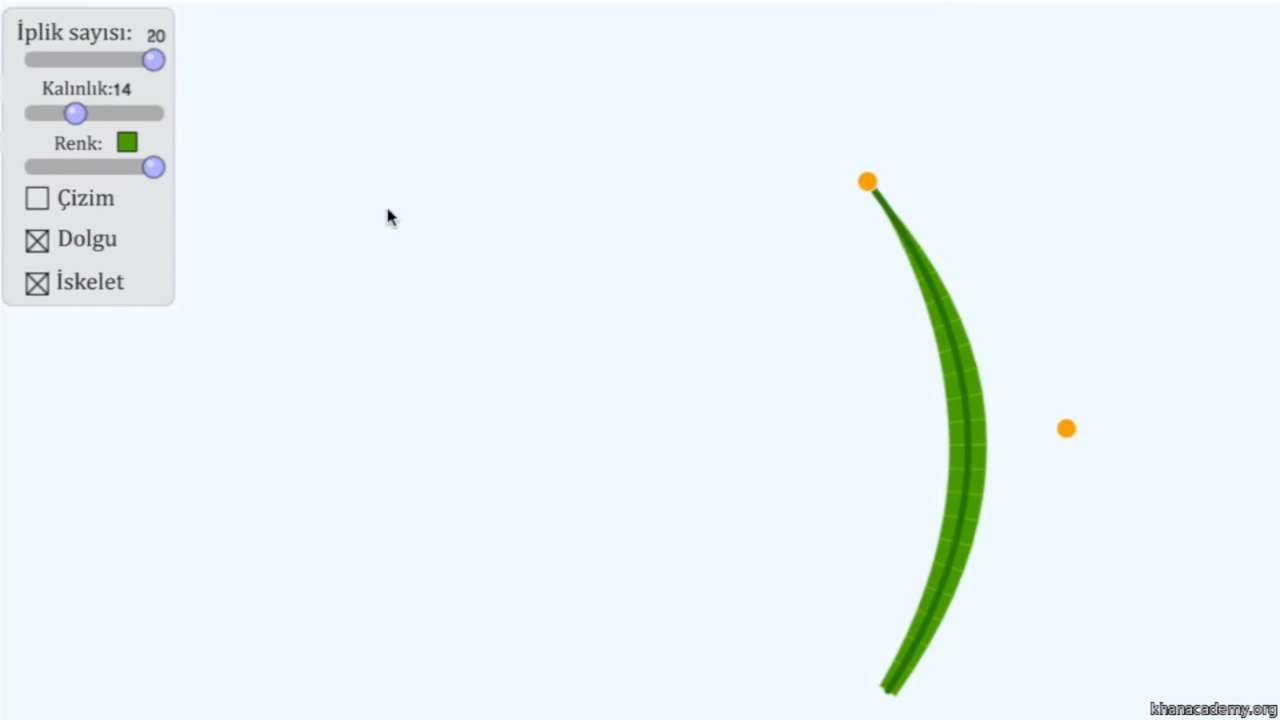 İplik sayısı: 20
Kalınlık:14
Renk:
Çizim
Dolgu
İskelet
khanacademy.org